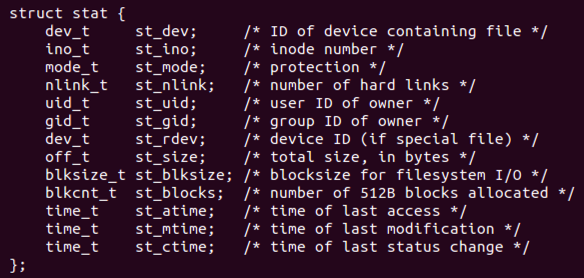 struct stat {
    dev_t     st_dev;     /* ID of device containing file */
    ino_t     st_ino;     /* inode number */
    mode_t    st_mode;    /* protection */
    nlink_t   st_nlink;   /* number of hard links */
    uid_t     st_uid;     /* user ID of owner */
    gid_t     st_gid;     /* group ID of owner */
    dev_t     st_rdev;    /* device ID (if special file) */
    off_t     st_size;    /* total size, in bytes */
    blksize_t st_blksize; /* blocksize for filesystem I/O */
    blkcnt_t  st_blocks;  /* number of 512B blocks allocated */
    time_t    st_atime;   /* time of last access */
    time_t    st_mtime;   /* time of last modification */
    time_t    st_ctime;   /* time of last status change */
};